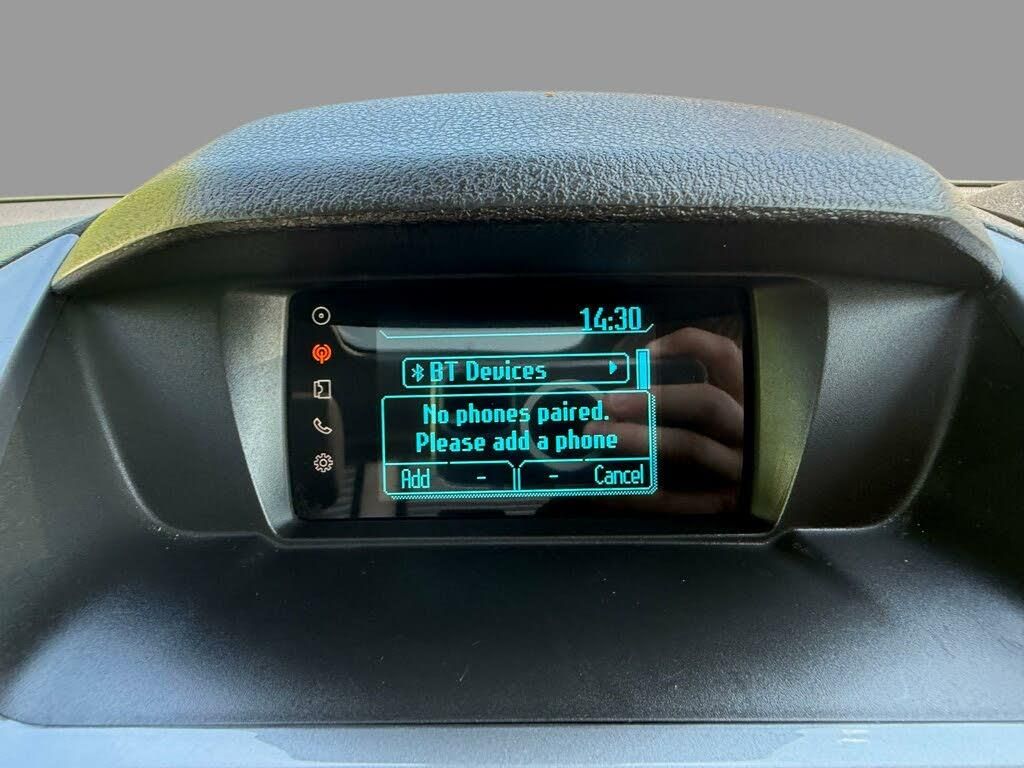 14:30
BT Devices
No phones paired.
Please add a phone
Add - - Cancel